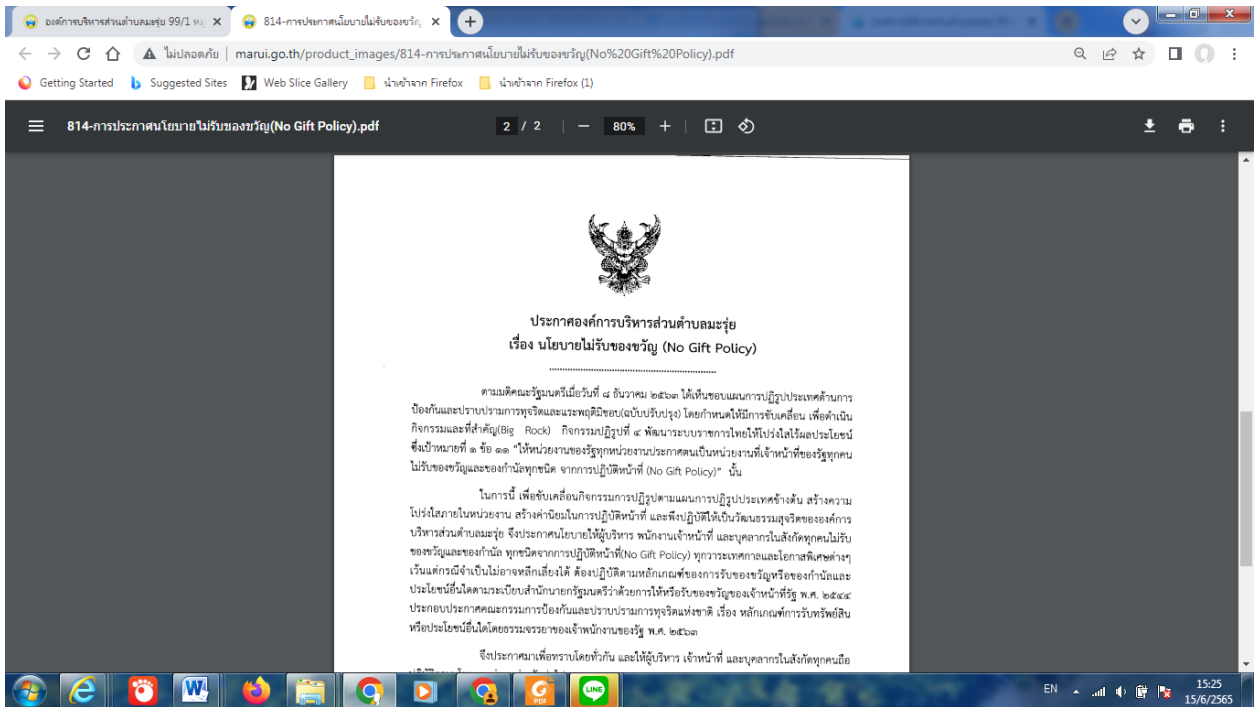 องค์การบริหารส่วนตำบลมะรุ่ย 99/1 หมู่
814-การประกาศนโยบายไม่รับของขวัญ
ไม่ปลอดภัย
marui.go.th/product_images/814-การประกาศนโยบายไม่รับของขวัญ(No%20Gift%20Policy).pdf
Getting Started
Suggested Sites
Web Slice Gallery
นำเข้าจาก Firefox
นำเข้าจาก Firefox (1)
814-การประกาศนโยบายไม่รับของขวัญ(No Gift Policy).pdf
2 / 2
80%
ประกาศองค์การบริหารส่วนตำบลมะรุ่ย
เรื่อง นโยบายไม่รับของขวัญ (No Gift Policy)
ตามมติคณะรัฐมนตรีเมื่อวันที่ ๘ ธันวาคม ๒๕๖๓ ได้เห็นชอบแผนการปฏิรูปประเทศด้านการ
ป้องกันและปราบปรามการทุจริตและแระพฤติมิชอบ(ฉบับปรับปรุง) โดยกำหนดให้มีการขับเคลื่อน เพื่อดำเนิน
กิจกรรมและที่สำคัญ(Big Rock) กิจกรรมปฏิรูปที่ ๔ พัฒนาระบบราชการไทยให้โปร่งใสไร้ผลประโยชน์
ซึ่งเป้าหมายที่ ๑ ข้อ ๑๑ "ให้หน่วยงานของรัฐทุกหน่วยงานประกาศตนเป็นหน่วยงานที่เจ้าหน้าที่ของรัฐทุกคน
ไม่รับของขวัญและของกำนัลทุกชนิด จากการปฏิบัติหน้าที่ (No Gift Policy)" นั้น
ในการนี้ เพื่อขับเคลื่อนกิจกรรมการปฏิรูปตามแผนการปฏิรูปประเทศข้างต้น สร้างความ
โปร่งใสภายในหน่วยงาน สร้างค่านิยมในการปฏิบัติหน้าที่ และพึงปฏิบัติให้เป็นวัฒนธรรมสุจริตขององค์การ
บริหารส่วนตำบลมะรุ่ย จึงประกาศนโยบายให้ผู้บริหาร พนักงานเจ้าหน้าที่ และบุคลากรในสังกัดทุกคนไม่รับ
ของขวัญและของกำนัล ทุกชนิดจากการปฏิบัติหน้าที่(No Gift Policy) ทุกวาระเทศกาลและโอกาสพิเศษต่างๆ
เว้นแต่กรณีจำเป็นไม่อาจหลีกเลี่ยงได้ ต้องปฏิบัติตามหลักเกณฑ์ของการรับของขวัญหรือของกำนัลและ
ประโยชน์อื่นใดตามระเบียบสำนักนายกรัฐมนตรีว่าด้วยการให้หรือรับของขวัญของเจ้าหน้าที่รัฐ พ.ศ. ๒๕๔๔
ประกอบประกาศคณะกรรมการป้องกันและปราบปรามการทุจริตแห่งชาติ เรื่อง หลักเกณฑ์การรับทรัพย์สิน
หรือประโยชน์อื่นใดโดยธรรมจรรยาของเจ้าพนักงานของรัฐ พ.ศ. ๒๕๖๓
จึงประกาศมาเพื่อทราบโดยทั่วกัน และให้ผู้บริหาร เจ้าหน้าที่ และบุคลากรในสังกัดทุกคนถือ
EN
15:25
15/6/2565